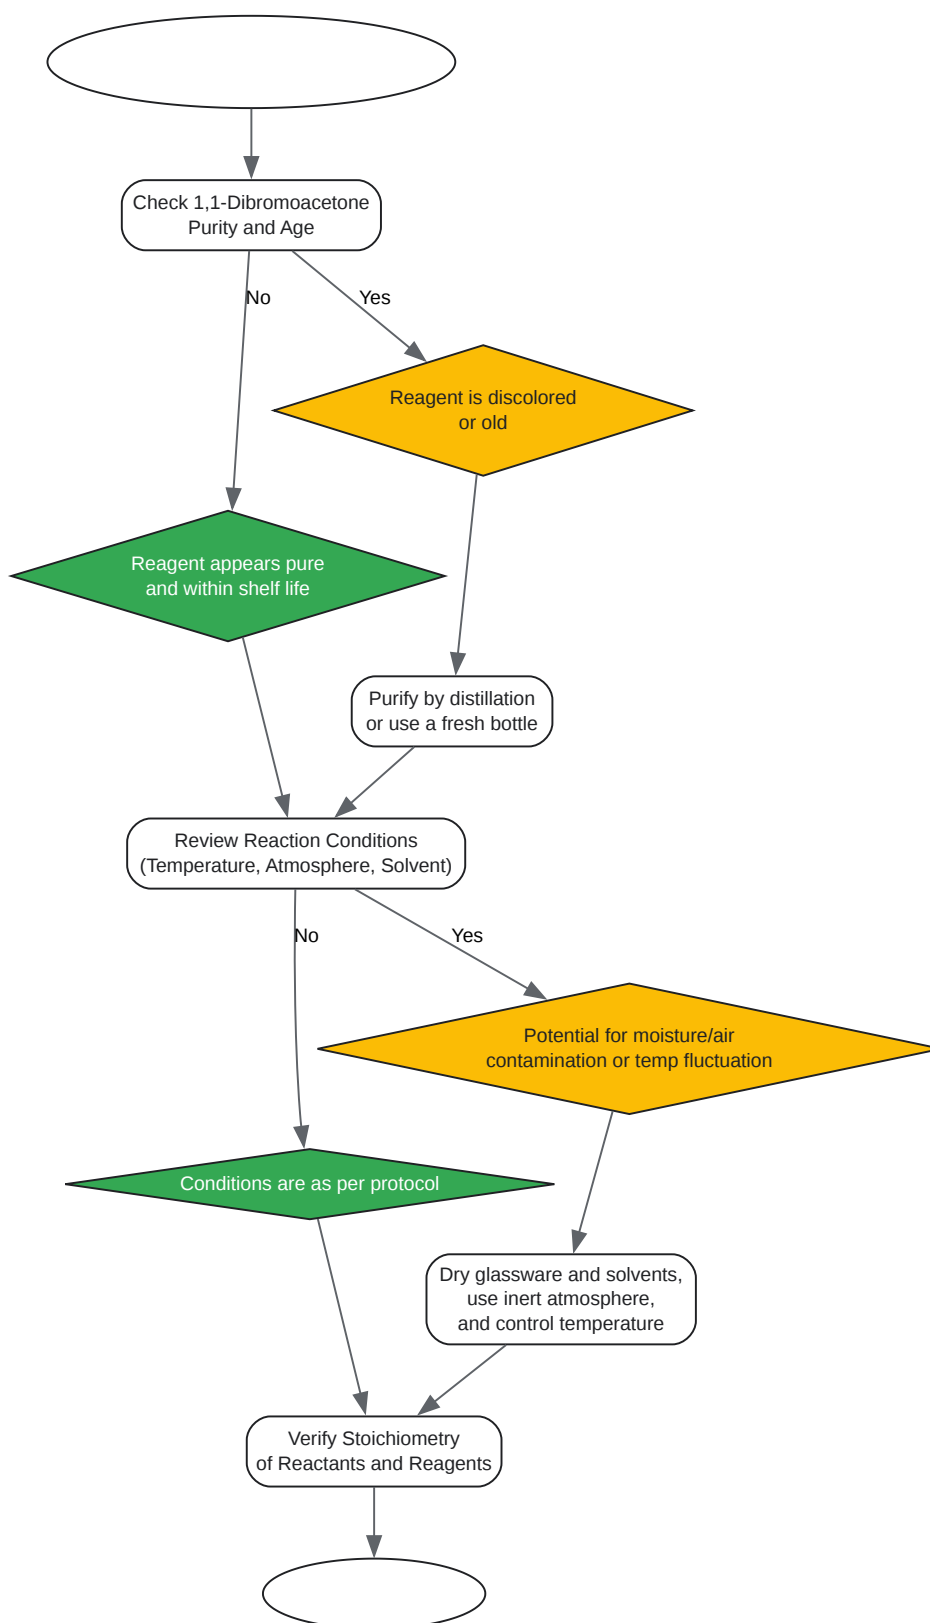 Check 1,1-Dibromoacetone
Purity and Age
No
Yes
Reagent is discolored
or old
Reagent appears pure
and within shelf life
Purify by distillation
or use a fresh bottle
Review Reaction Conditions
(Temperature, Atmosphere, Solvent)
No
Yes
Potential for moisture/air
contamination or temp fluctuation
Conditions are as per protocol
Dry glassware and solvents,
use inert atmosphere,
and control temperature
Verify Stoichiometry
of Reactants and Reagents